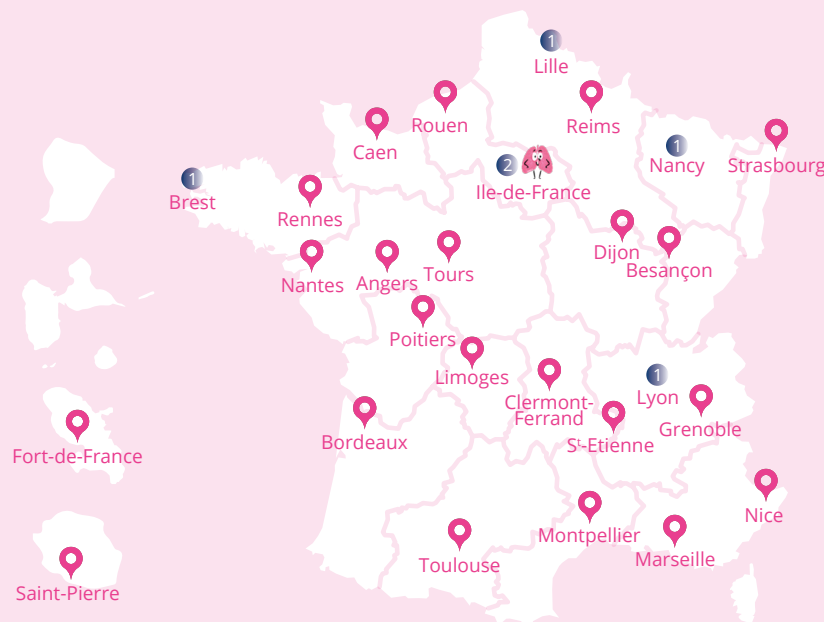 1
Lille
Rouen
Reims
Caen
1
Nancy
Strasbourg
2
Ile-de-France
1
Brest
Rennes
Dijon
Besançon
Nantes
Angers
Tours
Poitiers
Limoges
1
Lyon
Clermont-
Ferrand
Grenoble
Bordeaux
Sᵗ-Etienne
Fort-de-France
Nice
Montpellier
Marseille
Toulouse
Saint-Pierre